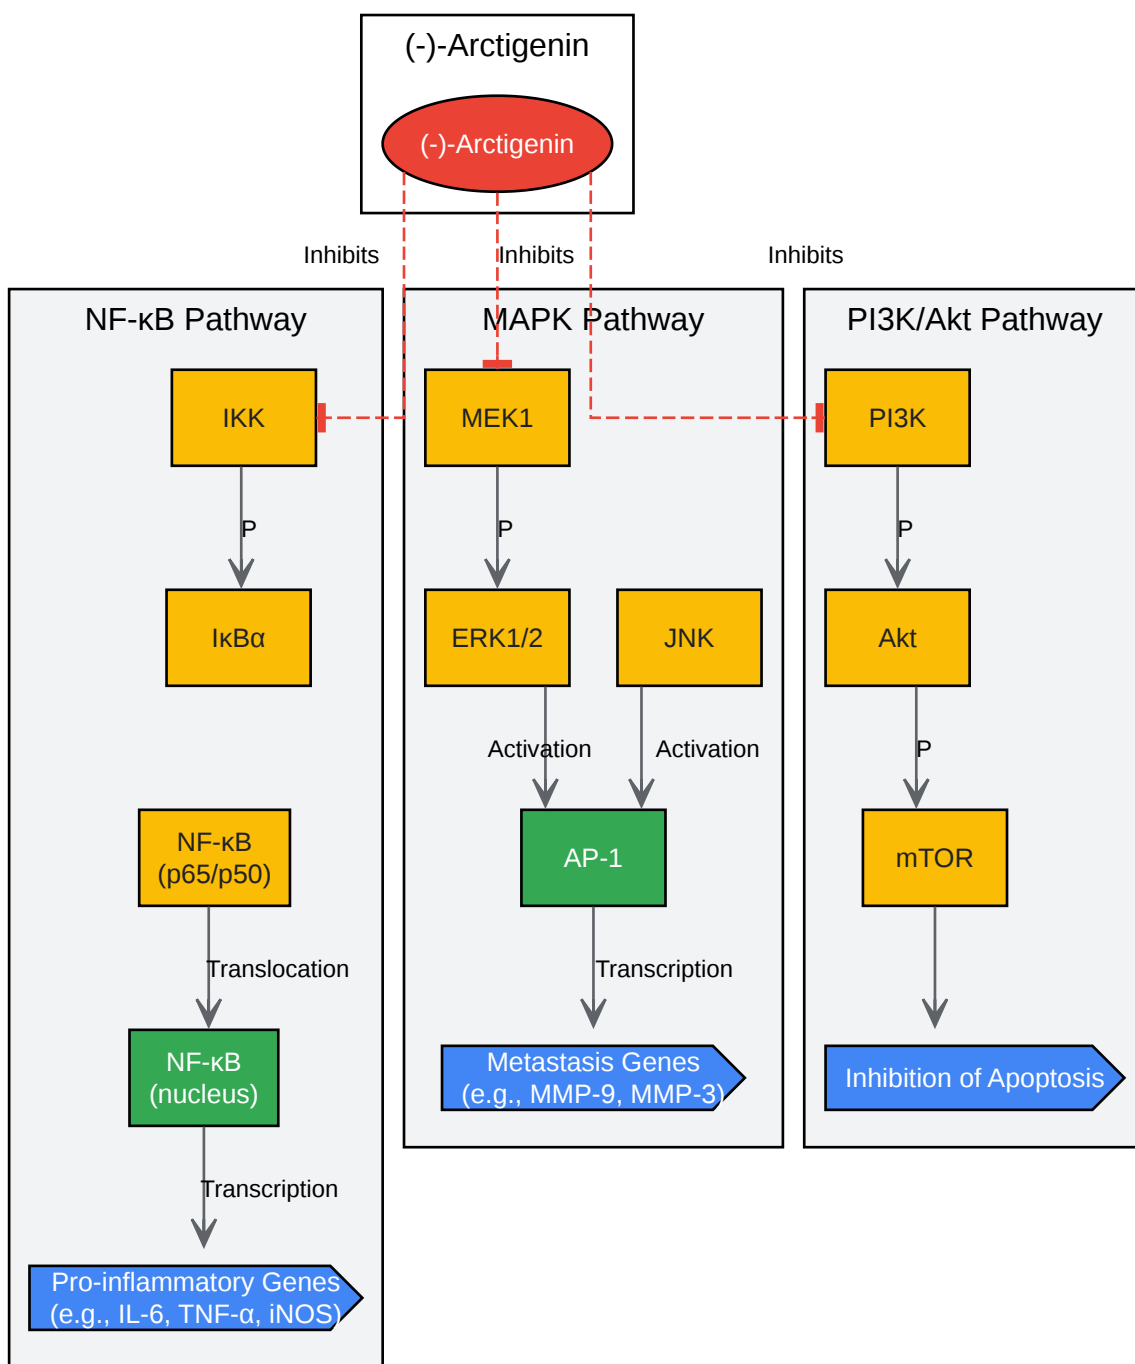 (-)-Arctigenin
(-)-Arctigenin
Inhibits
Inhibits
Inhibits
NF-κB Pathway
IKK
P
IκBα
NF-κB
(p65/p50)
Translocation
NF-κB
(nucleus)
Transcription
Pro-inflammatory Genes
(e.g., IL-6, TNF-α, iNOS)
MAPK Pathway
MEK1
P
ERK1/2
JNK
Activation
Activation
AP-1
Transcription
Metastasis Genes
(e.g., MMP-9, MMP-3)
PI3K/Akt Pathway
PI3K
P
Akt
P
mTOR
Inhibition of Apoptosis